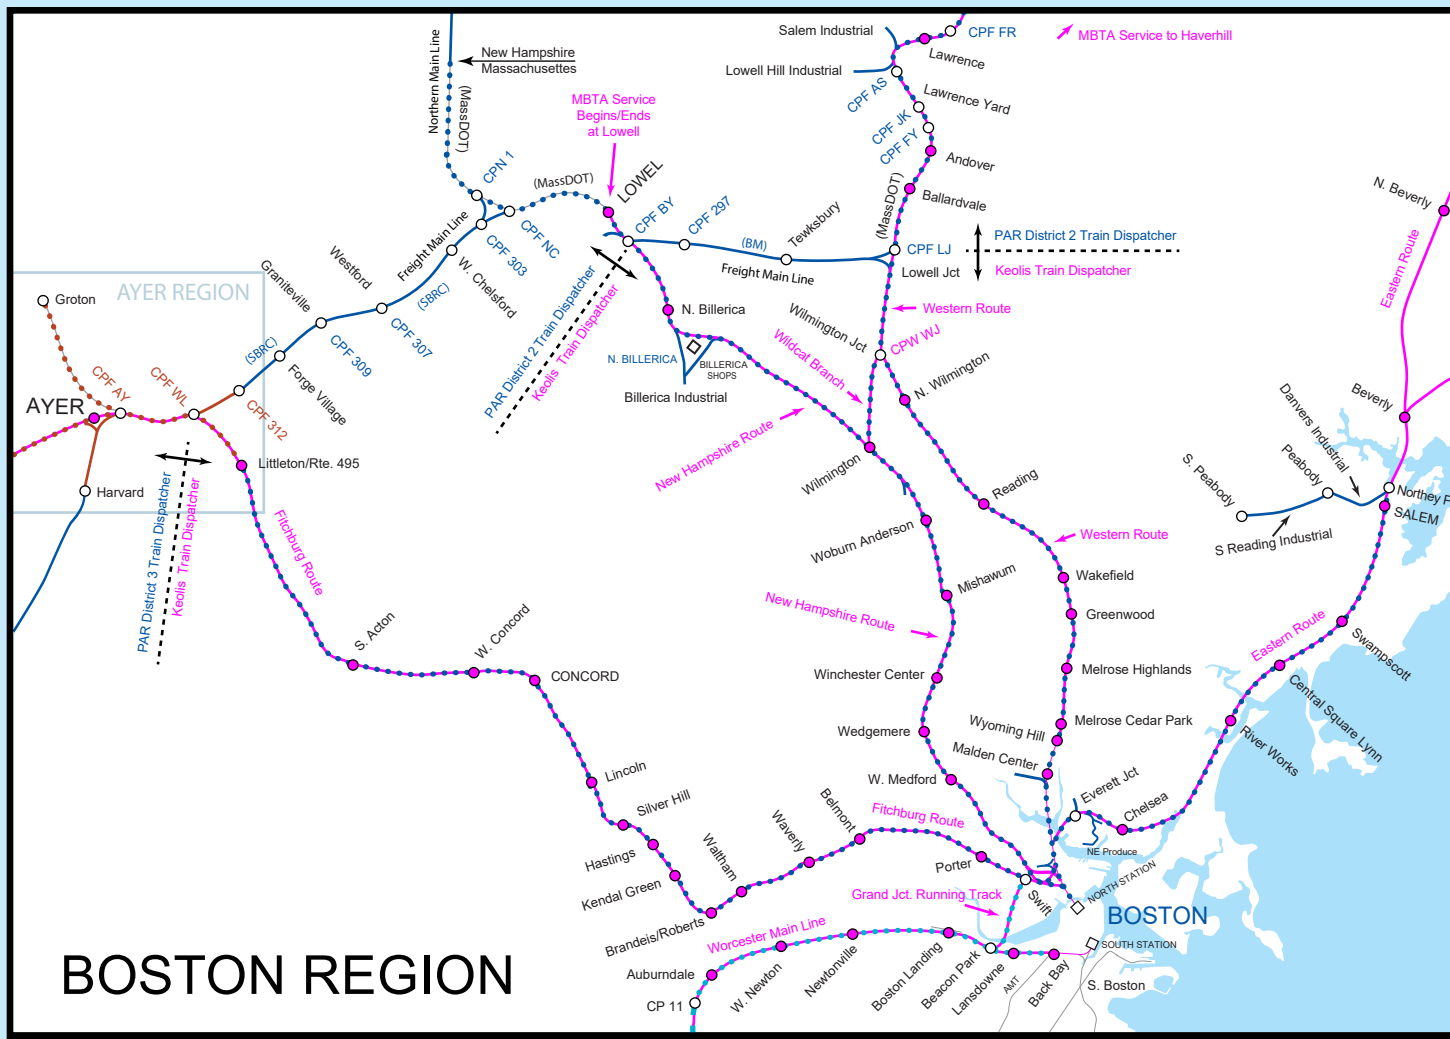 Salem Industrial
CPF FR
MBTA Service to Haverhill
Northern Main Line
(MassDOT)
New Hampshire
Massachusettes
Lawrence
Lowell Hill Industrial
CPF AS
Lawrence Yard
MBTA Service
Begins/Ends
at Lowell
CPF JK
CPF FY
Andover
CPN 1
(MassDOT)
LOWEL
Ballardvale
N. Beverly
(MassDOT)
CPF BY
CPF 297
Tewksbury
CPF NC
CPF 303
Freight Main Line
W. Chelsford
(BM)
Freight Main Line
CPF LJ
Lowell Jct
PAR District 2 Train Dispatcher
Keolis Train Dispatcher
Eastern Route
Westford
Graniteville
(SBRC)
AYER REGION
Groton
CPF 307
CPF 309
(SBRC)
Forge Village
PAR District 2 Train Dispatcher
Keolis Train Dispatcher
N. Billerica
Western Route
Wilmington Jct
CPW WJ
N. BILLERICA
BILLERICA
SHOPS
Billerica Industrial
Wildcat Branch
N. Wilmington
Beverly
CPF AY
CPF WL
AYER
CPF 312
New Hampshire Route
Wilmington
Danvers Industrial
Peabody
S. Peabody
Littleton/Rte. 495
Harvard
Reading
Northey P
SALEM
S Reading Industrial
PAR District 3 Train Dispatcher
Keolis Train Dispatcher
Fitchburg Route
Woburn Anderson
Western Route
Mishawum
Wakefield
New Hampshire Route
Greenwood
S. Acton
W. Concord
CONCORD
Eastern Route
Swampscott
Winchester Center
Melrose Highlands
Central Square Lynn
Wedgemere
Wyoming Hill
Melrose Cedar Park
River Works
Malden Center
W. Medford
Lincoln
Everett Jct
Chelsea
Silver Hill
Hastings
Kendal Green
Waltham
Waverly
Belmont
Fitchburg Route
NE Produce
Porter
Swift
NORTH STATION
Grand Jct. Running Track
BOSTON
Brandeis/Roberts
Worcester Main Line
SOUTH STATION
Auburndale
W. Newton
Newtonville
Boston Landing
Beacon Park
Lansdowne
AMT
Back Bay
S. Boston
CP 11
BOSTON REGION